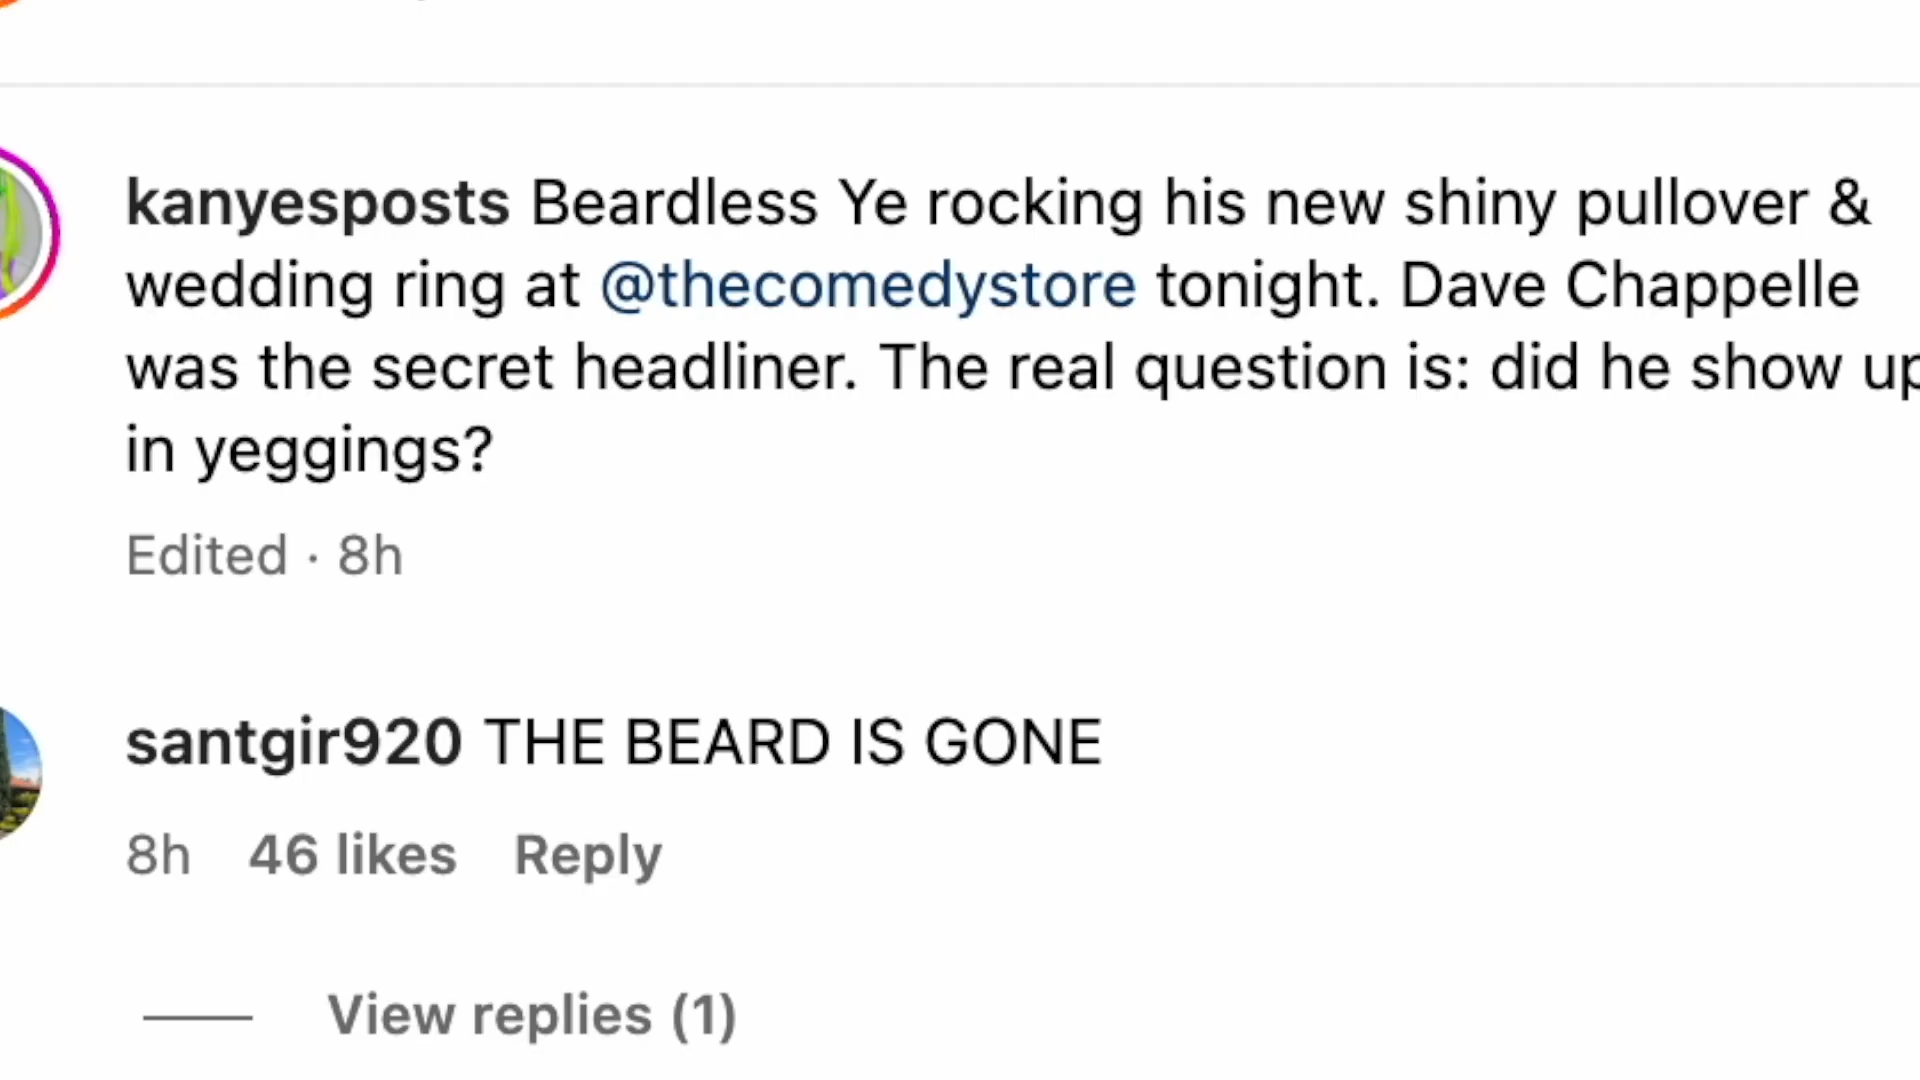 kanyesposts Beardless Ye rocking his new shiny pullover &
wedding ring at @thecomedystore tonight. Dave Chappelle
was the secret headliner. The real question is: did he show up
in yeggings?
Edited · 8h
santgir920 THE BEARD IS GONE
8h 46 likes Reply
View replies (1)